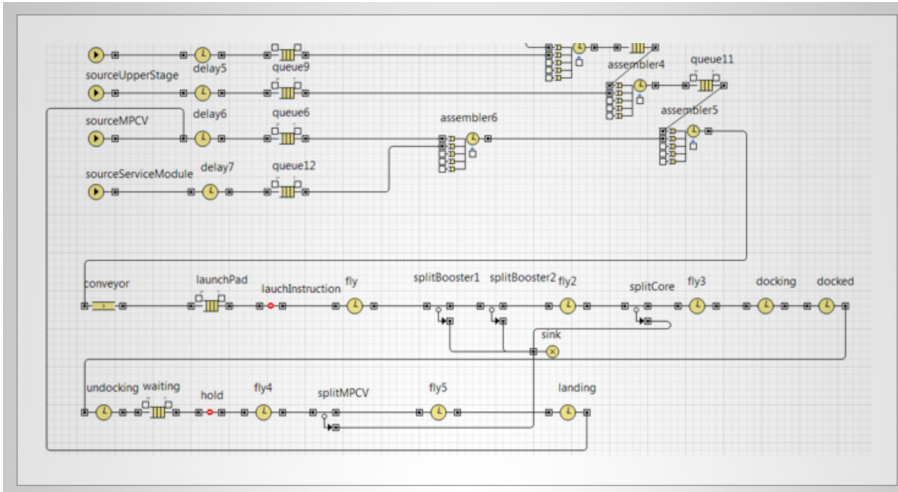 delay5
queue9
assembler4
queue11
sourceUpperStage
sourceMPCV
delay6
queue6
assembler6
assembler5
sourceServiceModule
delay7
queue12
conveyor
launchPad
lauchInstruction
fly
splitBooster1
splitBooster2
fly2
splitCore
fly3
docking
docked
sink
undocking
waiting
hold
fly4
splitMPCV
fly5
landing